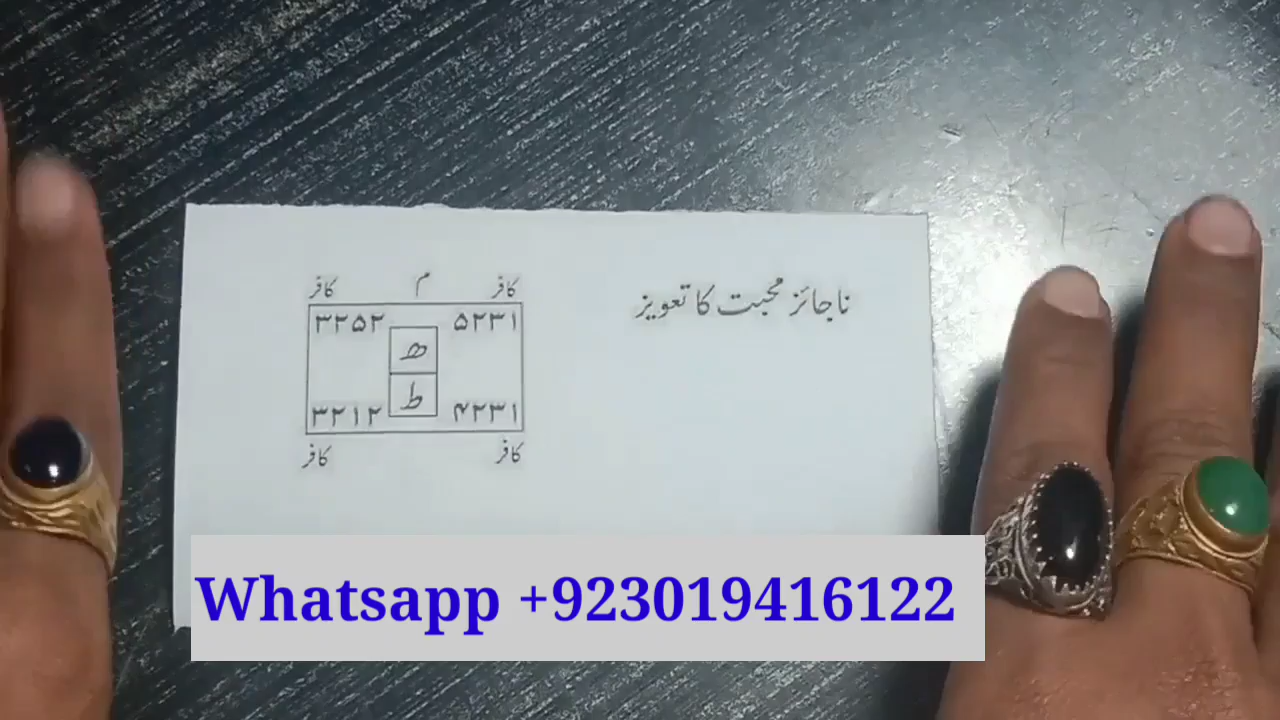 ناجائز محبت کا تعویز
کافر م کافر
۵۲۳۱ ۳۲۵۲
ھ
ط
۴۲۳۱ ۳۲۱۲
کافر کافر
Whatsapp +923019416122